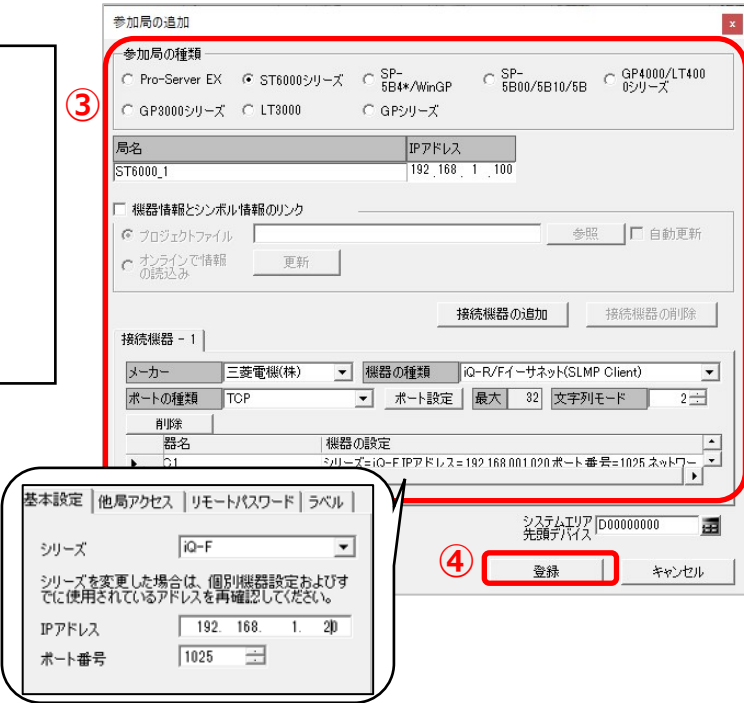 参加局の追加
x
参加局の種類
Pro-Server EX ST6000シリーズ SP-5B4*/WinGP SP-5B00/5B10/5B GP4000/LT4000シリーズ
③
GP3000シリーズ LT3000 GPシリーズ
局名 IPアドレス
ST6000_1 192.168.1.100
機器情報とシンボル情報のリンク
プロジェクトファイル 参照 自動更新
オンラインで情報の読込み 更新
接続機器の追加 接続機器の削除
接続機器 - 1
メーカー 三菱電機(株) 機器の種類 iQ-R/Fイーサネット(SLMP Client)
ポートの種類 TCP ポート設定 最大 32 文字列モード 2
削除
器名 機器の設定
シリーズ=iQ-F IPアドレス=192.168.001.020 ポート番号=1025 ネットワー
システムエリア先頭デバイス D00000000
④
登録 キャンセル
基本設定 他局アクセス リモートパスワード ラベル
シリーズ iQ-F
シリーズを変更した場合は、個別機器設定およびす
でに使用されているアドレスを再確認してください。
IPアドレス 192. 168. 1. 20
ポート番号 1025